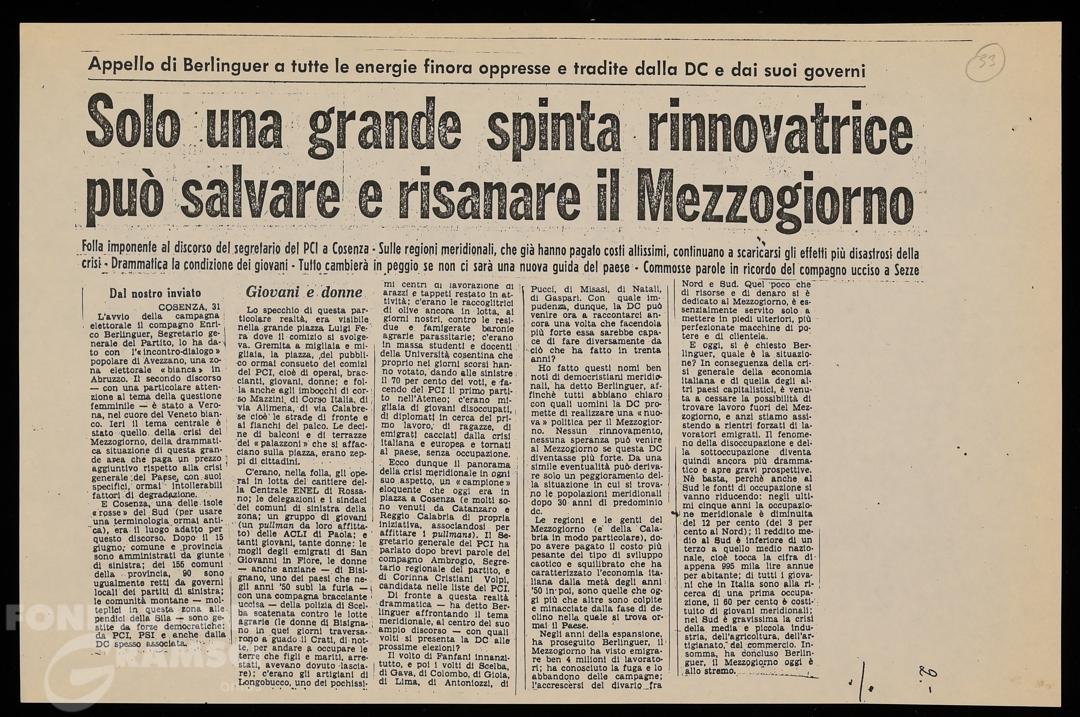 Appello di Berlinguer a tutte le energie finora oppresse e tradite dalla DC e dai suoi governi
93
Solo una grande spinta rinnovatrice
può salvare e risanare il Mezzogiorno
Folla imponente al discorso del segretario del PCI a Cosenza - Sulle regioni meridionali, che già hanno pagato costi altissimi, continuano a scaricarsi gli effetti più disastrosi della
crisi - Drammatica la condizione dei giovani - Tutto cambierà in peggio se non ci sarà una nuova guida del paese - Commosse parole in ricordo del compagno ucciso a Sezze
Dal nostro inviato
COSENZA, 31
L'avvio della campagna
elettorale il compagno Enri-
co Berlinguer, Segretario ge-
nerale del Partito, lo ha da-
to con l'«incontro-dialogo»
popolare di Avezzano, una zo-
na elettorale «bianca» in
Abruzzo. Il secondo discorso
— con una particolare atten-
zione al tema della questione
femminile — è stato a Vero-
na, nel cuore del Veneto bian-
co. Ieri il tema centrale è
stato quello della crisi del
Mezzogiorno, della drammati-
ca situazione di questa gran-
de area che paga un prezzo
aggiuntivo rispetto alla crisi
generale del Paese, con suoi
specifici, ormai intollerabili
fattori di degradazione.
E Cosenza, una delle isole
«rosse» del Sud (per usare
una terminologia ormai anti-
ca), era il luogo adatto per
questo discorso. Dopo il 15
giugno, comune e provincia
sono amministrati da giunte
di sinistra; dei 155 comuni
della provincia, 90 sono
ugualmente retti da governi
locali dei partiti di sinistra;
le comunità montane — mol-
teplici in questa zona alle
pendici della Sila — sono ge-
stite da forze democratiche:
da PCI, PSI e anche dalla
DC spesso associata.
Giovani e donne
Lo specchio di questa par-
ticolare realtà, era visibile
nella grande piazza Luigi Fe-
ra dove il comizio si svolge-
va. Gremita a migliaia e mi-
gliaia, la piazza, del pubbli-
co ormai consueto dei comizi
del PCI, cioè di operai, brac-
cianti, giovani, donne; e fol-
la anche agli imbocchi di cor-
so Mazzini, di Corso Italia, di
via Alimena, di via Calabre-
se cioè le strade di fronte e
ai fianchi del palco. Le deci-
ne di balconi e di terrazze
dei «palazzoni» che si affac-
ciano sulla piazza, erano zep-
pi di cittadini.
C'erano, nella folla, gli ope-
rai in lotta del cantiere del-
la Centrale ENEL di Rossa-
no; le delegazioni e i sindaci
dei comuni di sinistra della
zona; un gruppo di giovani
(un pullman da loro affit-
tato) delle ACLI di Paola; e
tanti giovani, tante donne: le
mogli degli emigrati di San
Giovanni in Fiore, le donne
— anche anziane — di Bisi-
gnano, uno dei paesi che ne-
gli anni '50 subì la furia —
con una compagna bracciante
uccisa — della polizia di Scel-
ba scatenata contro le lotte
agrarie (le donne di Bisigna-
no in quei giorni traversa-
rono a guado il Crati, di not-
te, per andare a occupare le
terre che figli e mariti, arre-
stati, avevano dovuto lascia-
re); c'erano gli artigiani di
Longobucco, uno dei pochissi-
mi centri di lavorazione di
arazzi e tappeti restato in at-
tività; c'erano le raccoglitrici
di olive ancora in lotta, ai
giorni nostri, contro le resi-
due e famigerate baronie
agrarie parassitarie; c'erano
in massa studenti e docenti
della Università cosentina che
proprio nei giorni scorsi han-
no votato, dando alle sinistre
il 70 per cento dei voti, e fa-
cendo del PCI il primo parti-
to nell'Ateneo; c'erano mi-
gliaia di giovani disoccupati,
di diplomati in cerca del pri-
mo lavoro, di ragazze, di
emigrati cacciati dalla crisi
italiana e europea e tornati
al paese, senza occupazione.
Ecco dunque il panorama
della crisi meridionale in ogni
suo aspetto, un «campione»
eloquente che oggi era in
piazza a Cosenza (e molti so-
no venuti da Catanzaro e
Reggio Calabria di propria
iniziativa, associandosi per
affittare i pullmans). Il Se-
gretario generale del PCI ha
parlato dopo brevi parole del
compagno Ambrogio, Segre-
tario regionale del partito, e
di Corinna Cristiani Volpi,
candidata nelle liste del PCI.
Di fronte a questa realtà
drammatica — ha detto Ber-
linguer affrontando il tema
meridionale, al centro del suo
ampio discorso — con quali
volti si presenta la DC alle
prossime elezioni?
Il volto di Fanfani innanzi-
tutto, e poi i volti di Scelba,
di Gava, di Colombo, di Gioia,
di Lima, di Antoniozzi, di
Pucci, di Misasi, di Natali,
di Gaspari. Con quale im-
pudenza, dunque, la DC può
venire ora a raccontarci an-
cora una volta che facendola
più forte essa sarebbe capa-
ce di fare diversamente da
ciò che ha fatto in trenta
anni?
Ho fatto questi nomi ben
noti di democristiani meridio-
nali, ha detto Berlinguer, af-
finchè tutti abbiano chiaro
con quali uomini la DC pro-
mette di realizzare una «nuo-
va» politica per il Mezzogior-
no. Nessun rinnovamento,
nessuna speranza può venire
al Mezzogiorno se questa DC
diventasse più forte. Da una
simile eventualità può deriva-
re solo un peggioramento del-
la situazione in cui si trova-
no le popolazioni meridionali
dopo 30 anni di predominio
dc.
Le regioni e le genti del
Mezzogiorno (e della Cala-
bria in modo particolare), do-
po avere pagato il costo più
pesante del tipo di sviluppo
caotico e squilibrato che ha
caratterizzato l'economia ita-
liana dalla metà degli anni
'50 in poi, sono quelle che og-
gi più che altre sono colpite
e minacciate dalla fase di de-
clino nella quale si trova or-
mai il Paese.
Negli anni della espansione,
ha proseguito Berlinguer, il
Mezzogiorno ha visto emigra-
re ben 4 milioni di lavorato-
ri; ha conosciuto la fuga e lo
abbandono delle campagne;
l'accrescersi del divario fra
Nord e Sud. Quel poco che
di risorse e di denaro si è
dedicato al Mezzogiorno, è es-
senzialmente servito solo a
mettere in piedi ulteriori, più
perfezionate macchine di po-
tere e di clientela.
E oggi, si è chiesto Ber-
linguer, quale è la situazio-
ne? In conseguenza della cri-
si generale della economia
italiana e di quella degli al-
tri paesi capitalistici, è venu-
ta a cessare la possibilità di
trovare lavoro fuori del Mez-
zogiorno, e anzi stiamo assi-
stendo a rientri forzati di la-
voratori emigrati. Il fenome-
no della disoccupazione e del-
la sottoccupazione diventa
quindi ancora più drammati-
co e apre gravi prospettive.
Nè basta, perchè anche al
Sud le fonti di occupazione si
vanno riducendo: negli ulti-
mi cinque anni la occupazio-
ne meridionale è diminuita
del 12 per cento (del 3 per
cento al Nord); il reddito me-
dio al Sud è inferiore di un
terzo a quello medio nazio-
nale, cioè tocca la cifra di
appena 995 mila lire annue
per abitante; di tutti i giova-
ni che in Italia sono alla ri-
cerca di una prima occupa-
zione, il 60 per cento è costi-
tuito di giovani meridionali;
nel Sud è gravissima la crisi
della media e piccola indu-
stria, dell'agricoltura, dell'ar-
tigianato, del commercio. In-
somma, ha concluso Berlin-
guer, il Mezzogiorno oggi è
allo stremo.
./.
2.-